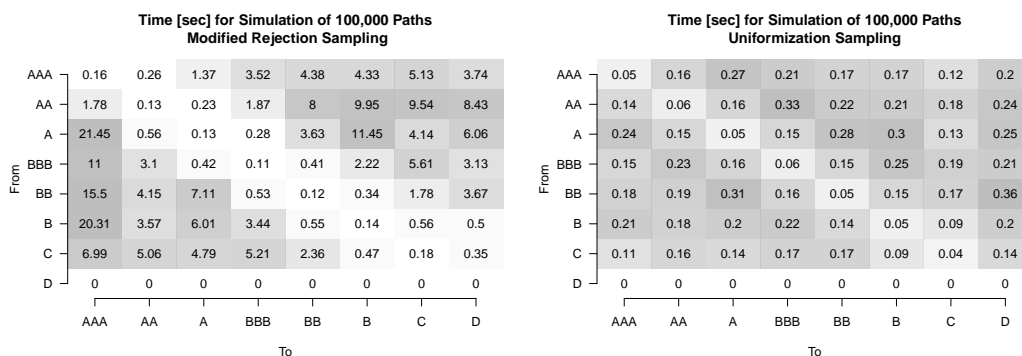 Time [sec] for Simulation of 100,000 Paths
Modified Rejection Sampling
From
AAA 0.16 0.26 1.37 3.52 4.38 4.33 5.13 3.74
AA 1.78 0.13 0.23 1.87 8 9.95 9.54 8.43
A 21.45 0.56 0.13 0.28 3.63 11.45 4.14 6.06
BBB 11 3.1 0.42 0.11 0.41 2.22 5.61 3.13
BB 15.5 4.15 7.11 0.53 0.12 0.34 1.78 3.67
B 20.31 3.57 6.01 3.44 0.55 0.14 0.56 0.5
C 6.99 5.06 4.79 5.21 2.36 0.47 0.18 0.35
D 0 0 0 0 0 0 0 0
AAA AA A BBB BB B C D
To
Time [sec] for Simulation of 100,000 Paths
Uniformization Sampling
From
AAA 0.05 0.16 0.27 0.21 0.17 0.17 0.12 0.2
AA 0.14 0.06 0.16 0.33 0.22 0.21 0.18 0.24
A 0.24 0.15 0.05 0.15 0.28 0.3 0.13 0.25
BBB 0.15 0.23 0.16 0.06 0.15 0.25 0.19 0.21
BB 0.18 0.19 0.31 0.16 0.05 0.15 0.17 0.36
B 0.21 0.18 0.2 0.22 0.14 0.05 0.09 0.2
C 0.11 0.16 0.14 0.17 0.17 0.09 0.04 0.14
D 0 0 0 0 0 0 0 0
AAA AA A BBB BB B C D
To